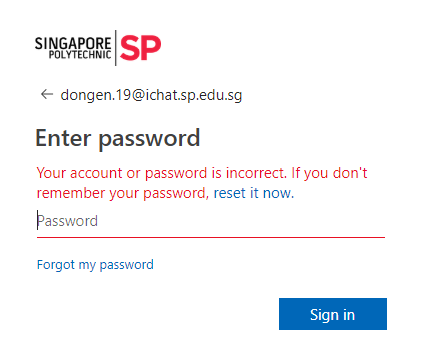 SINGAPORE
POLYTECHNIC
SP
← dongen.19@ichat.sp.edu.sg
Enter password
Your account or password is incorrect. If you don't
remember your password, reset it now.
Password
Forgot my password
Sign in